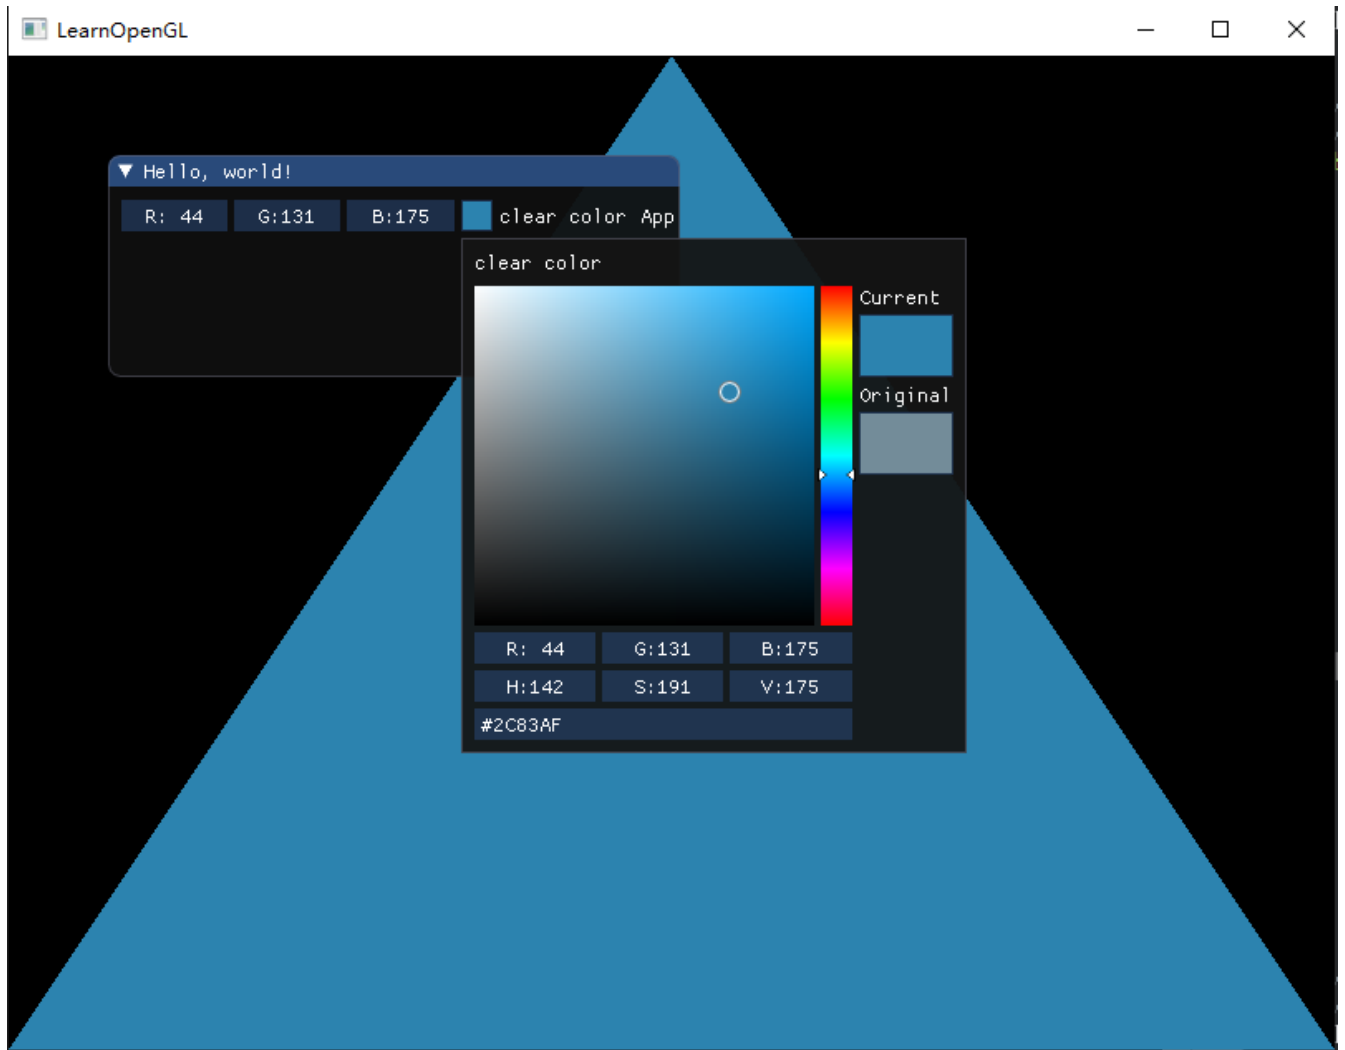 LearnOpenGL
Hello, world!
R: 44 G:131 B:175 clear color App
clear color
Current
Original
R: 44 G:131 B:175
H:142 S:191 V:175
#2C83AF